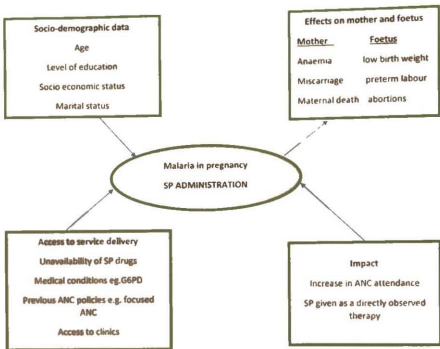 Socio-demographic data
Age
Level of education
Socio economic status
Marital status
Effects on mother and foetus
Mother Foetus
Anaemia low birth weight
Miscarriage preterm labour
Maternal death abortions
Malaria in pregnancy
SP ADMINISTRATION
Access to service delivery
Unavailability of SP drugs
Medical conditions eg.G6PD
Previous ANC policies e.g. focused
ANC
Access to clinics
Impact
Increase in ANC attendance
SP given as a directly observed
therapy